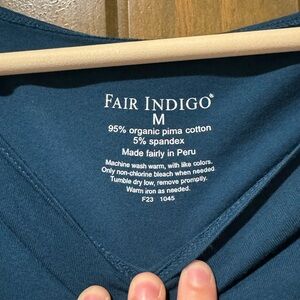 FAIR INDIGO®
M
95% organic pima cotton
5% spandex
Made fairly in Peru
Machine wash warm, with like colors.
Only non-chlorine bleach when needed.
Tumble dry low, remove promptly.
Warm iron as needed.
F23 1045